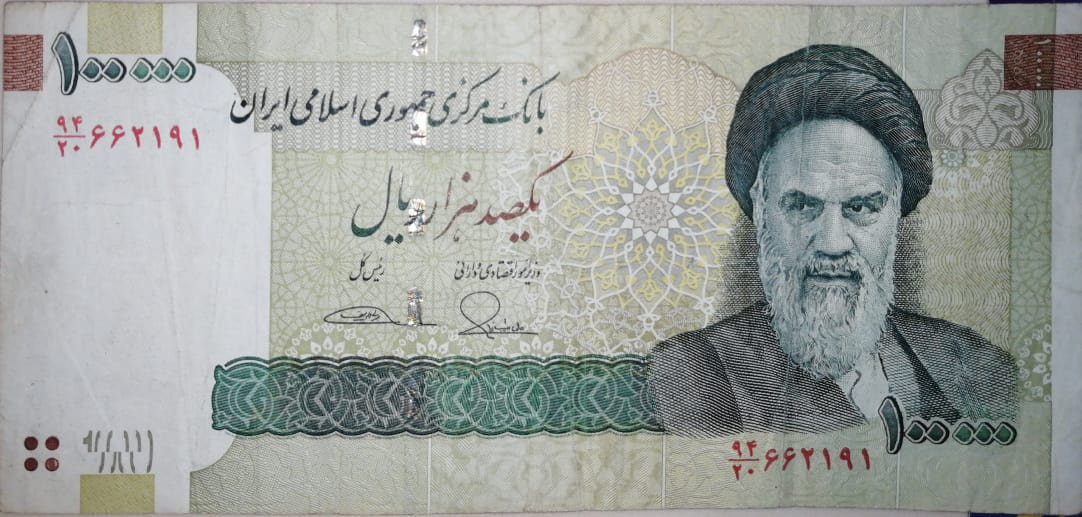 ۱۰۰۰۰۰
۹۴/۲۰ ۶۶۲۱۹۱
بانک مرکزی جمهوری اسلامی ایران
یکصد هزار ریال
وزیر امور اقتصادی و دارائی
رئیس کل
۹۴/۲۰ ۶۶۲۱۹۱
۱۰۰۰۰۰